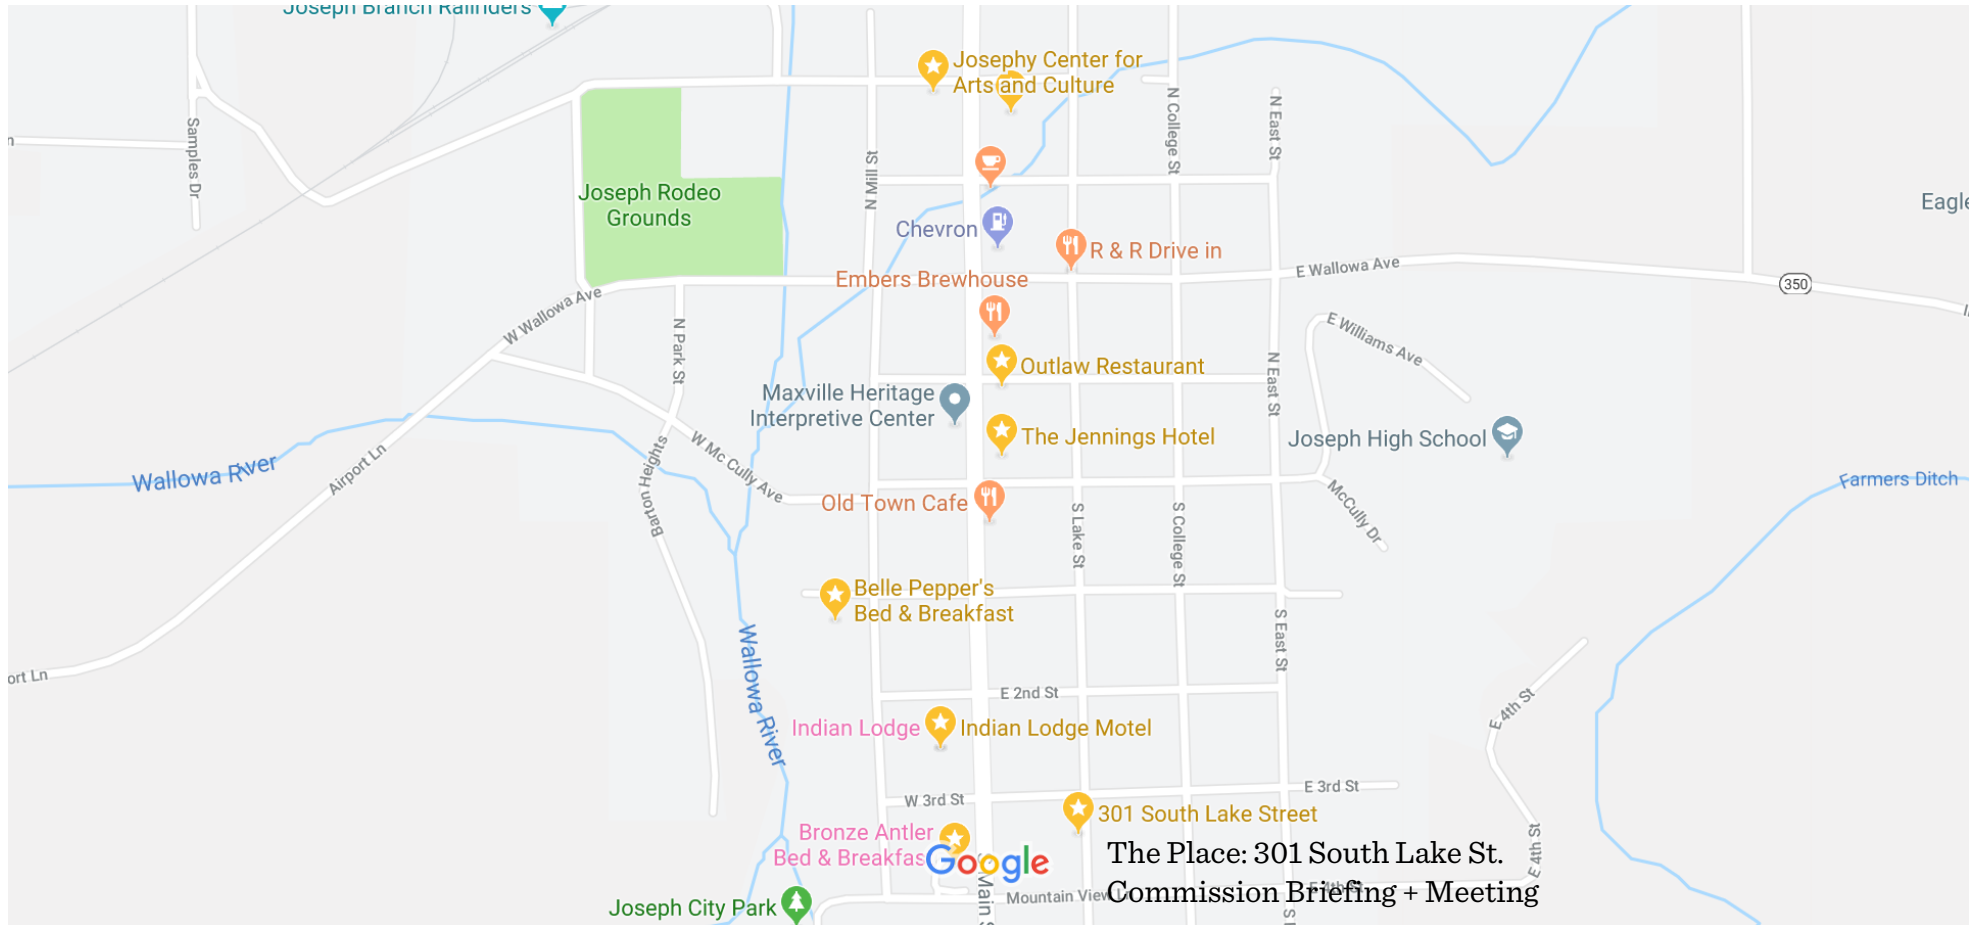 Joseph Branch Railriders
Josephy Center for
Arts and Culture
Samples Dr
N College St
N East St
N Mill St
Joseph Rodeo
Grounds
Eagle
Chevron
R & R Drive in
E Wallowa Ave
Embers Brewhouse
350
W Wallowa Ave
N Park St
E Williams Ave
Outlaw Restaurant
N East St
Maxville Heritage
Interpretive Center
The Jennings Hotel
Joseph High School
Wallowa River
Airport Ln
Barton Heights
W Mc Cully Ave
Farmers Ditch
Old Town Cafe
McCully Dr
S Lake St
S College St
Belle Pepper's
Bed & Breakfast
S East St
Wallowa River
ort Ln
E 2nd St
E 4th St
Indian Lodge
Indian Lodge Motel
W 3rd St
E 3rd St
301 South Lake Street
Bronze Antler
Bed & Breakfas
Google
The Place: 301 South Lake St.
Commission Briefing + Meeting
E 4th St
E 4th St
Mountain View Ln
Main S
Joseph City Park